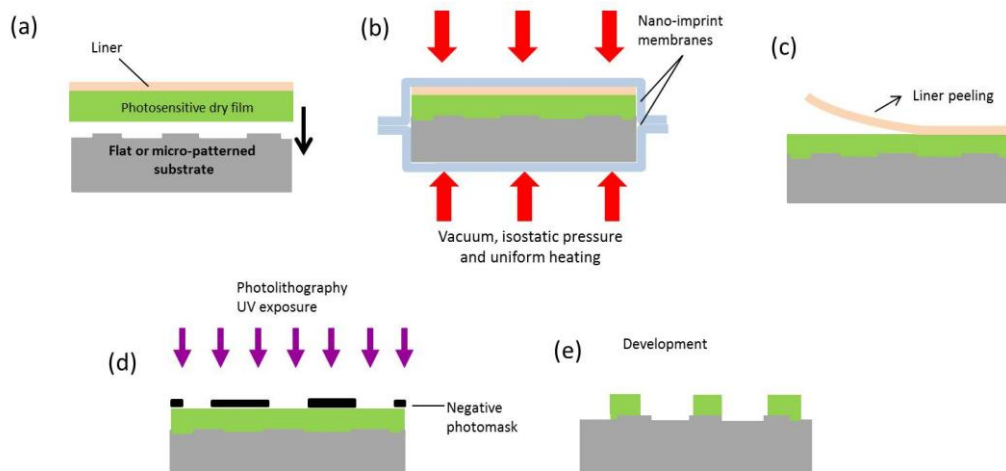 (a)
Liner
Photosensitive dry film
Flat or micro-patterned
substrate
(b)
Nano-imprint
membranes
Vacuum, isostatic pressure
and uniform heating
(c)
Liner peeling
(d)
Photolithography
UV exposure
Negative
photomask
(e)
Development